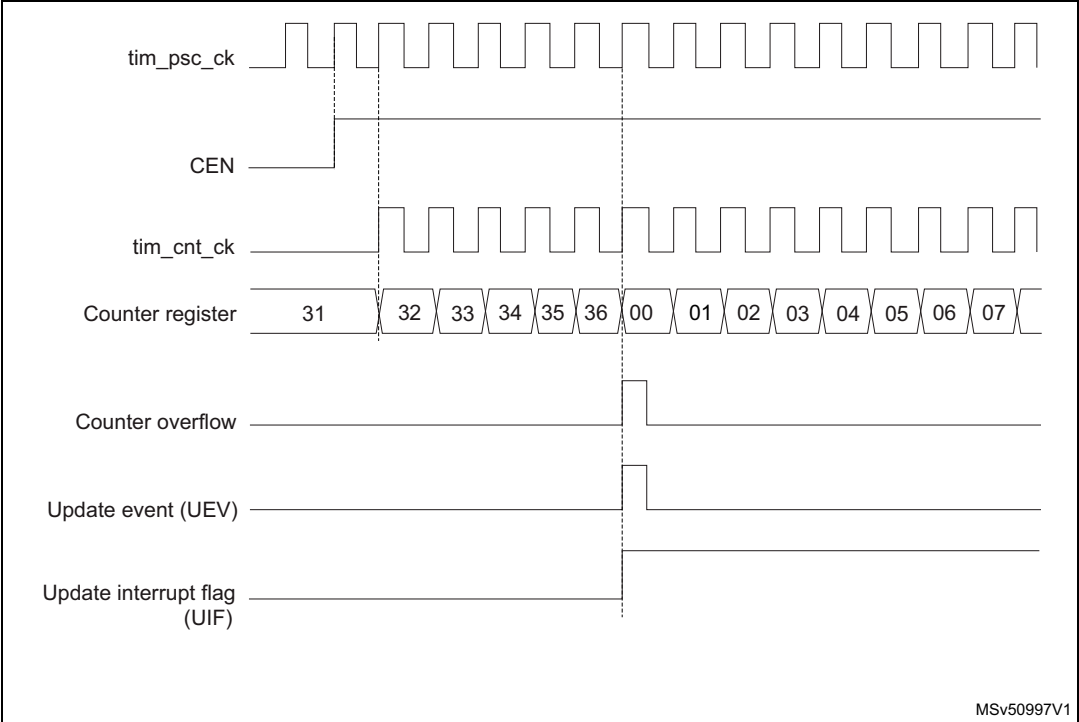 tim_psc_ck
CEN
tim_cnt_ck
Counter register 31 32 33 34 35 36 00 01 02 03 04 05 06 07
Counter overflow
Update event (UEV)
Update interrupt flag
(UIF)
MSv50997V1